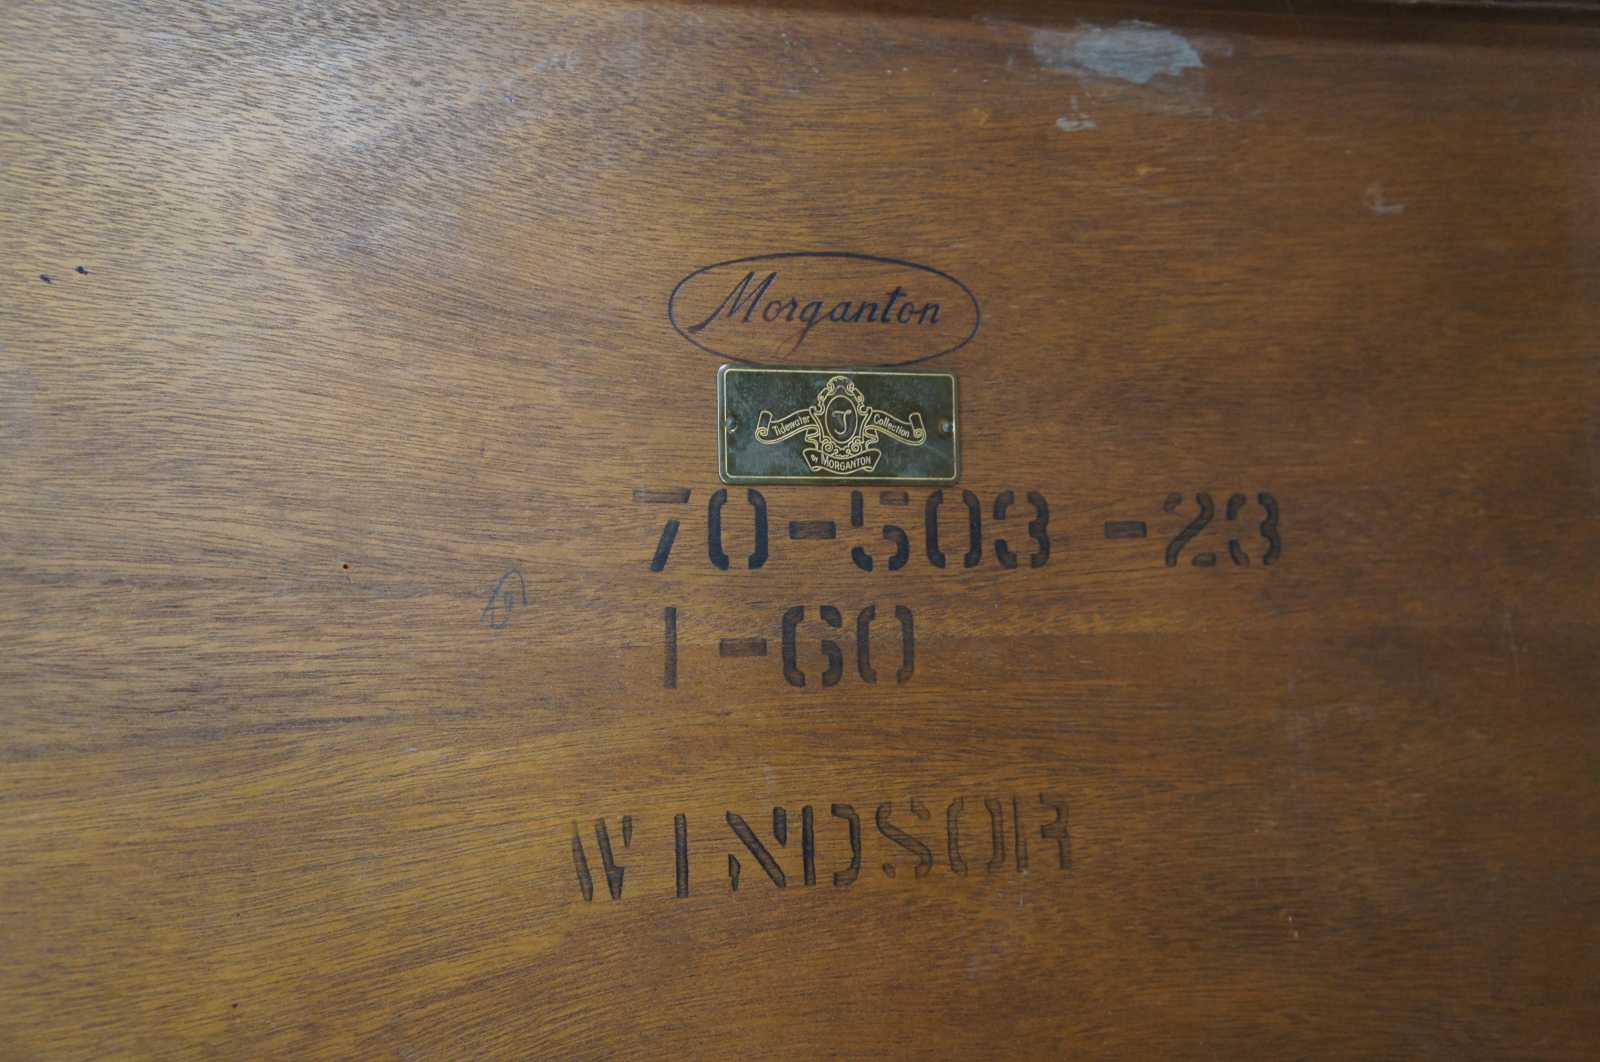 Morganton
Tidewater Collection
T
By MORGANTON
70-503 -23
1-60
WINDSOR